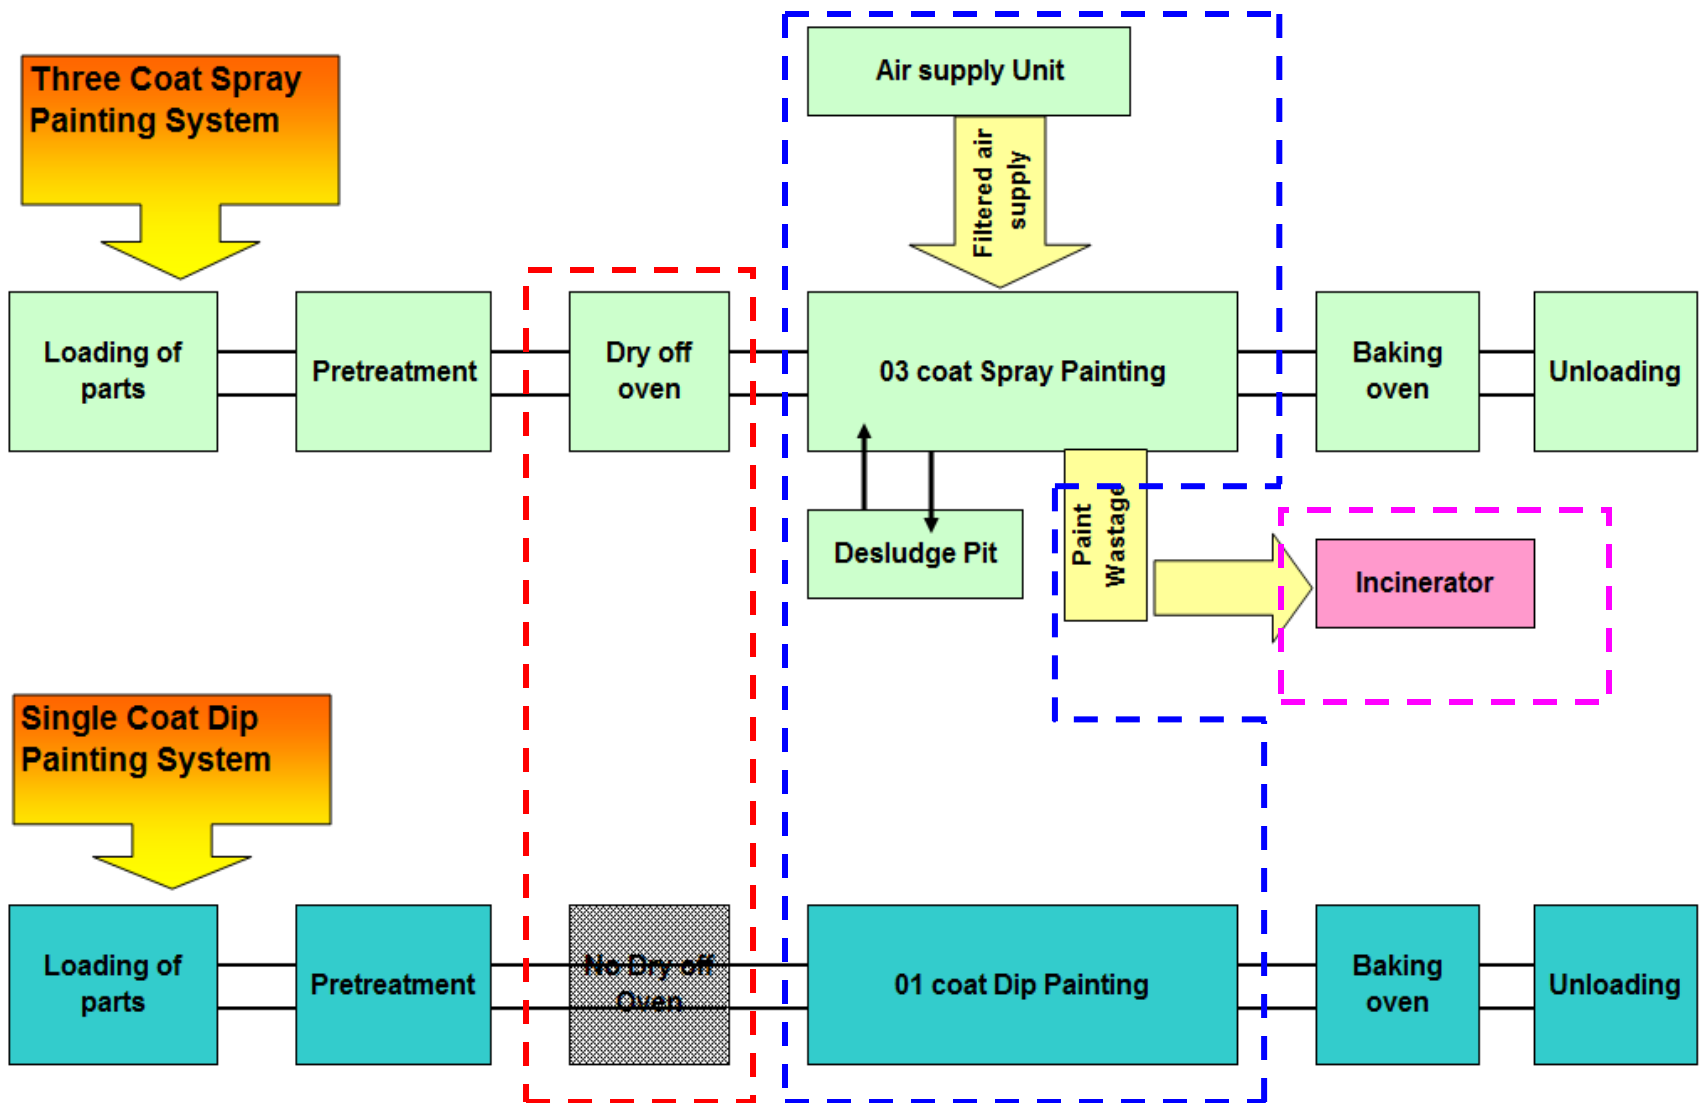 Three Coat Spray
Painting System
Air supply Unit
Filtered air
supply
Loading of
parts
Pretreatment
Dry off
oven
03 coat Spray Painting
Baking
oven
Unloading
Desludge Pit
Paint
Wastage
Incinerator
Single Coat Dip
Painting System
Loading of
parts
Pretreatment
No Dry off
Oven
01 coat Dip Painting
Baking
oven
Unloading